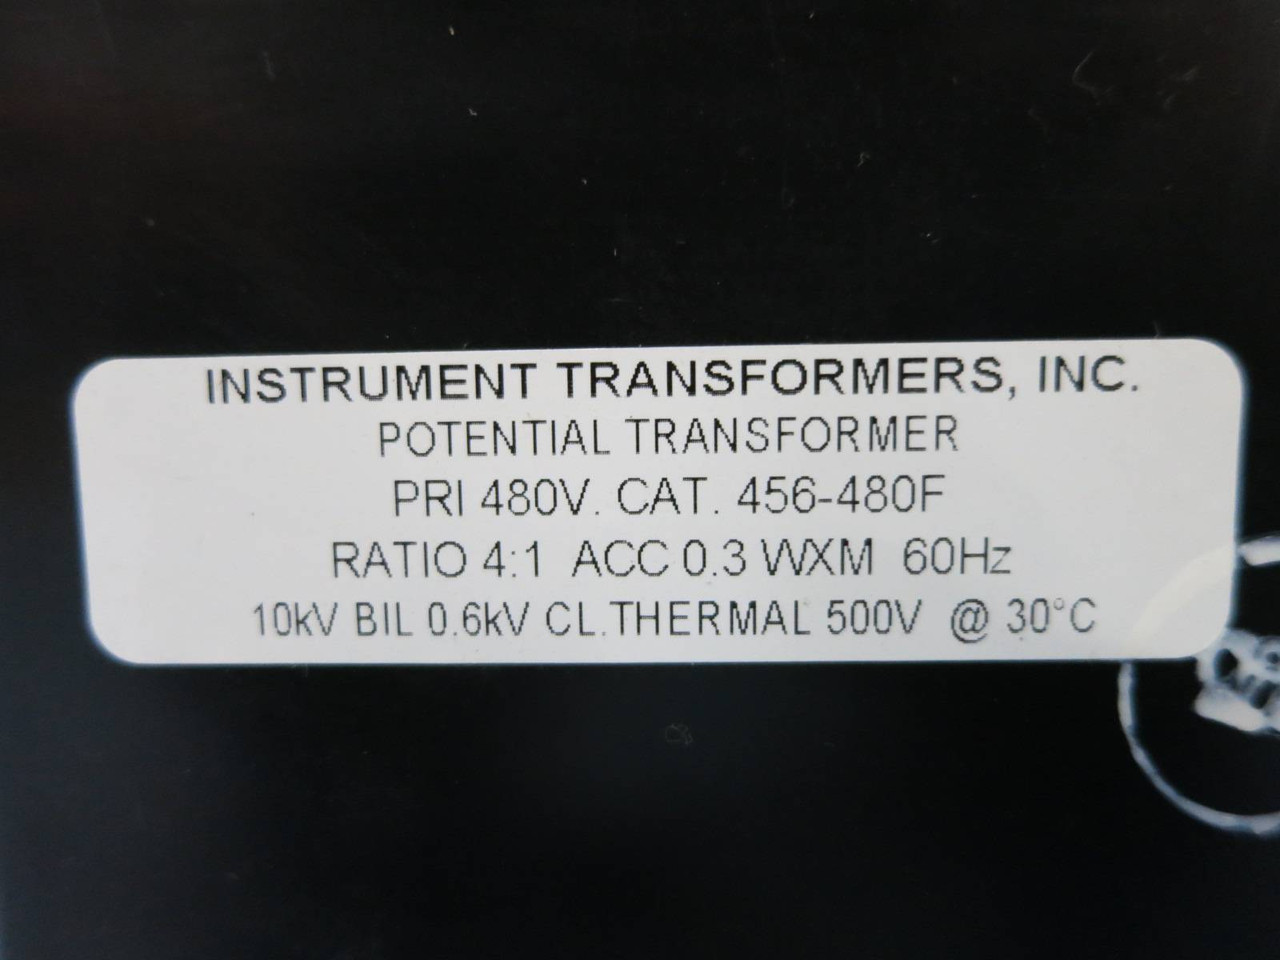 INSTRUMENT TRANSFORMERS, INC.
POTENTIAL TRANSFORMER
PRI 480V. CAT. 456-480F
RATIO 4:1 ACC 0.3 WXM 60Hz
10kV BIL 0.6kV CL.THERMAL 500V @ 30°C